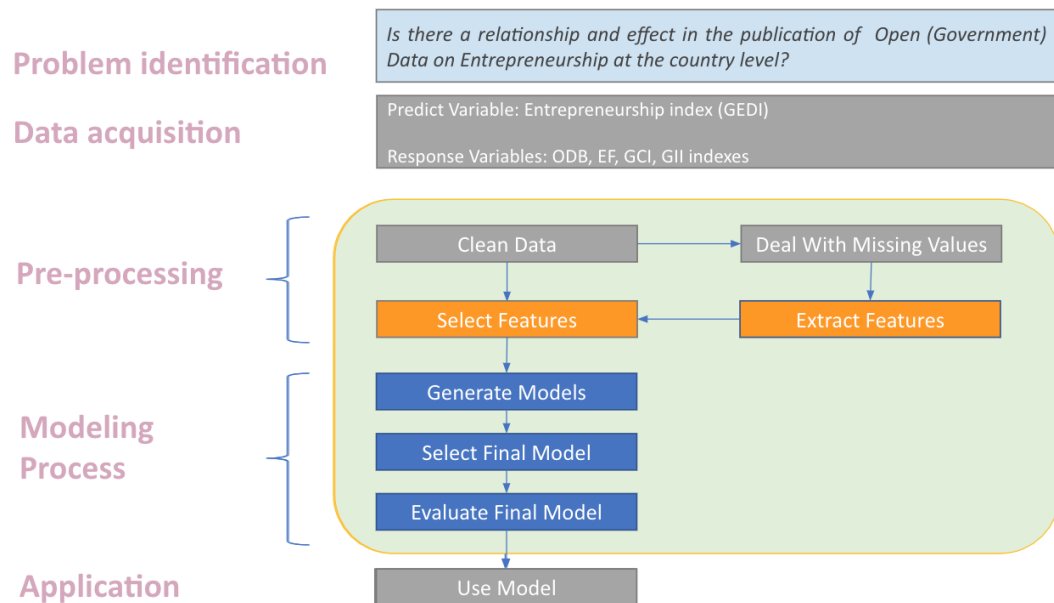 Problem identification
Is there a relationship and effect in the publication of Open (Government)
Data on Entrepreneurship at the country level?
Data acquisition
Predict Variable: Entrepreneurship index (GEDI)
Response Variables: ODB, EF, GCI, GII indexes
Pre-processing
Clean Data
Deal With Missing Values
Select Features
Extract Features
Modeling
Process
Generate Models
Select Final Model
Evaluate Final Model
Application
Use Model